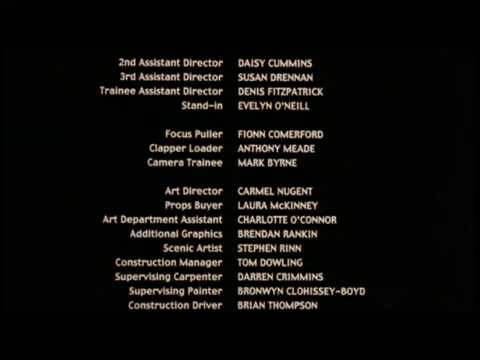 2nd Assistant Director DAISY CUMMINS
3rd Assistant Director SUSAN DRENNAN
Trainee Assistant Director DENIS FITZPATRICK
Stand-in EVELYN O'NEILL
Focus Puller FIONN COMERFORD
Clapper Loader ANTHONY MEADE
Camera Trainee MARK BYRNE
Art Director CARMEL NUGENT
Props Buyer LAURA McKINNEY
Art Department Assistant CHARLOTTE O'CONNOR
Additional Graphics BRENDAN RANKIN
Scenic Artist STEPHEN RINN
Construction Manager TOM DOWLING
Supervising Carpenter DARREN CRIMMINS
Supervising Painter BRONWYN CLOHISSEY-BOYD
Construction Driver BRIAN THOMPSON